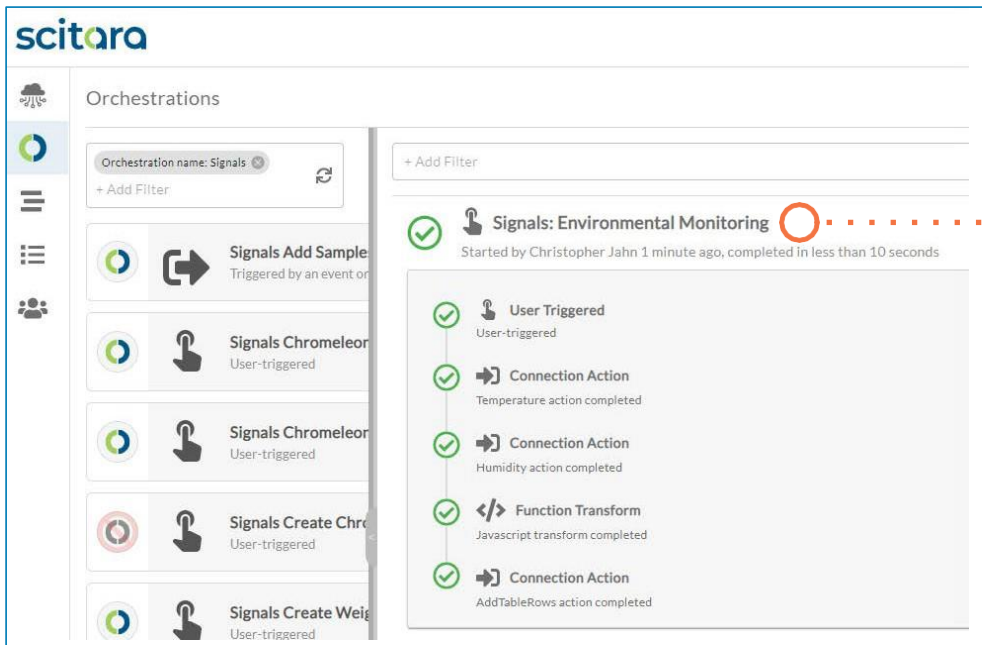 scitara
Orchestrations
Orchestration name: Signals
+ Add Filter
Signals Add Sample
Triggered by an event or
Signals Chromeleon
User-triggered
Signals Chromeleon
User-triggered
Signals Create Chro
User-triggered
Signals Create Weig
User-triggered
+ Add Filter
Signals: Environmental Monitoring
Started by Christopher Jahn 1 minute ago, completed in less than 10 seconds
User Triggered
User-triggered
Connection Action
Temperature action completed
Connection Action
Humidity action completed
</> Function Transform
Javascript transform completed
Connection Action
AddTableRows action completed